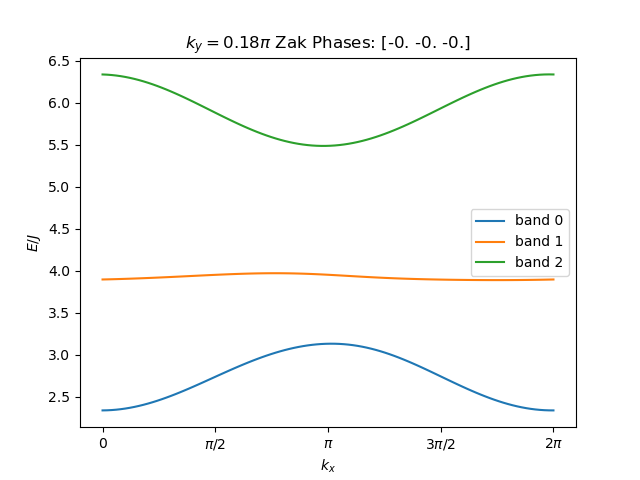 $k_y = 0.18\pi$ Zak Phases: [-0. -0. -0.]
6.5
6.0
5.5
5.0
4.5
4.0
3.5
3.0
2.5
E/J
band 0
band 1
band 2
0
π/2
π
3π/2
2π
$k_x$